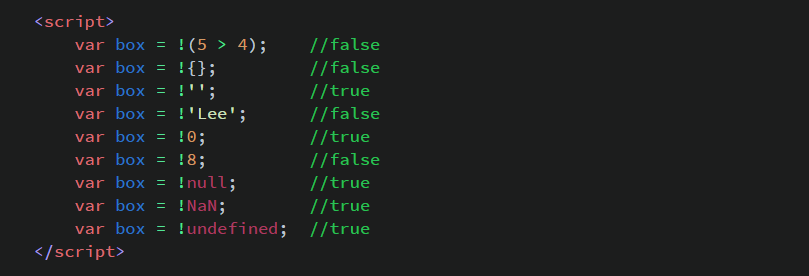 <script>
var box = !(5 > 4);    //false
var box = !{};         //false
var box = !'';         //true
var box = !'Lee';      //false
var box = !0;          //true
var box = !8;          //false
var box = !null;       //true
var box = !NaN;        //true
var box = !undefined;  //true
</script>